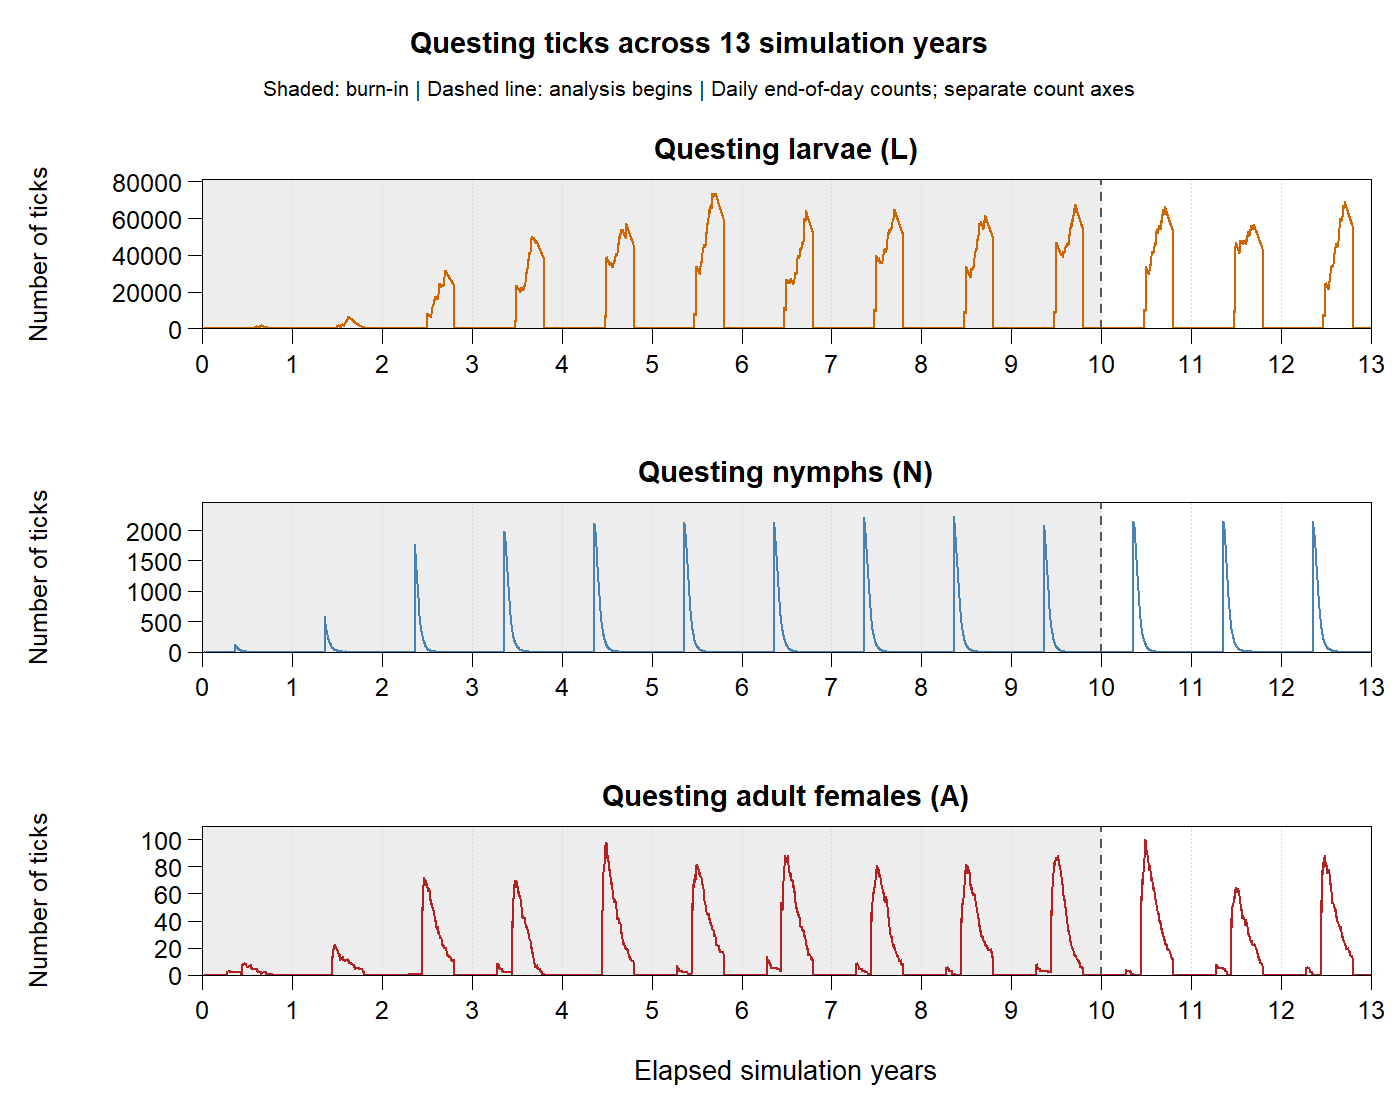 Questing ticks across 13 simulation years
Shaded: burn-in | Dashed line: analysis begins | Daily end-of-day counts; separate count axes
Questing larvae (L)
Number of ticks
80000
60000
40000
20000
0
0 1 2 3 4 5 6 7 8 9 10 11 12 13
Questing nymphs (N)
Number of ticks
2000
1500
1000
500
0
0 1 2 3 4 5 6 7 8 9 10 11 12 13
Questing adult females (A)
Number of ticks
100
80
60
40
20
0
0 1 2 3 4 5 6 7 8 9 10 11 12 13
Elapsed simulation years